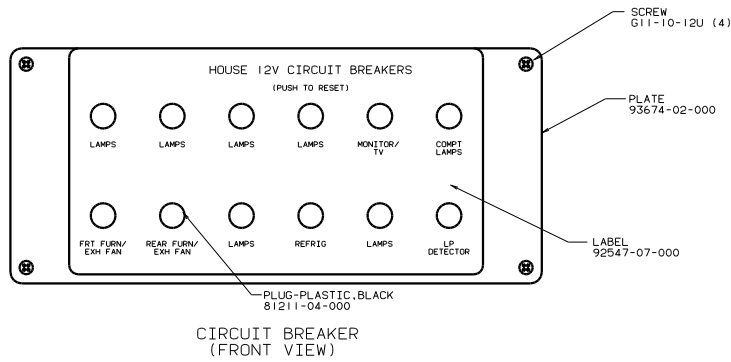 SCREW
G11-10-12U (4)
HOUSE 12V CIRCUIT BREAKERS
(PUSH TO RESET)
PLATE
93674-02-000
LAMPS LAMPS LAMPS LAMPS MONITOR/ COMPT
TV LAMPS
FRT FURN/ REAR FURN/ LAMPS REFRIG LAMPS LP
EXH FAN EXH FAN DETECTOR
LABEL
92547-07-000
PLUG-PLASTIC,BLACK
81211-04-000
CIRCUIT BREAKER
(FRONT VIEW)